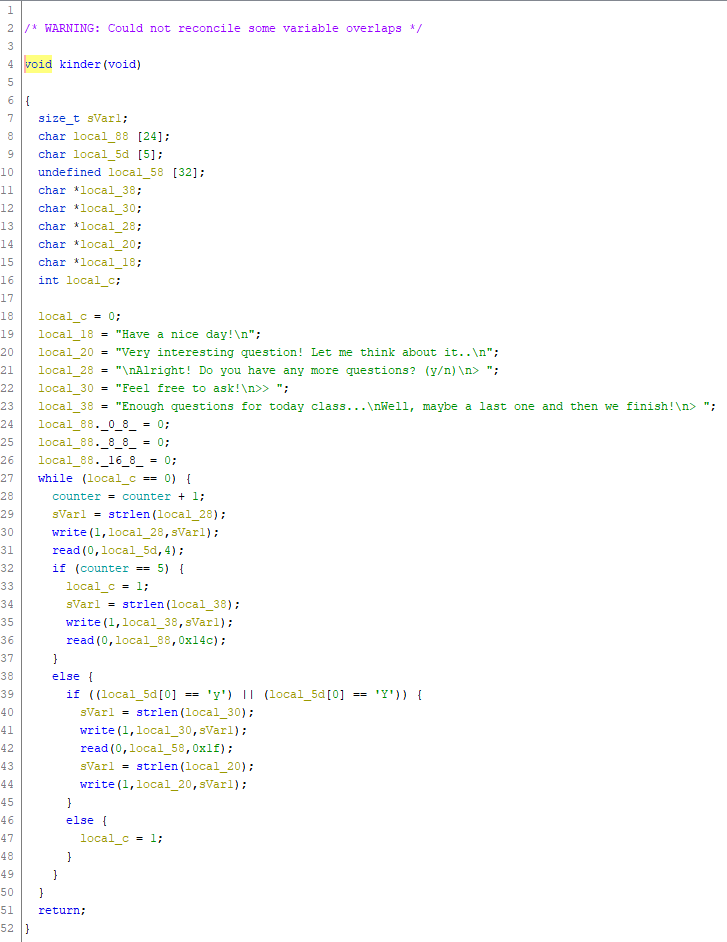 1
2 /* WARNING: Could not reconcile some variable overlaps */
3
4 void kinder(void)
5
6 {
7 size_t sVar1;
8 char local_88 [24];
9 char local_5d [5];
10 undefined local_58 [32];
11 char *local_38;
12 char *local_30;
13 char *local_28;
14 char *local_20;
15 char *local_18;
16 int local_c;
17
18 local_c = 0;
19 local_18 = "Have a nice day!\n";
20 local_20 = "Very interesting question! Let me think about it..\n";
21 local_28 = "\nAlright! Do you have any more questions? (y/n)\n> ";
22 local_30 = "Feel free to ask!\n>> ";
23 local_38 = "Enough questions for today class...\nWell, maybe a last one and then we finish!\n> ";
24 local_88._0_8_ = 0;
25 local_88._8_8_ = 0;
26 local_88._16_8_ = 0;
27 while (local_c == 0) {
28 counter = counter + 1;
29 sVar1 = strlen(local_28);
30 write(1,local_28,sVar1);
31 read(0,local_5d,4);
32 if (counter == 5) {
33 local_c = 1;
34 sVar1 = strlen(local_38);
35 write(1,local_38,sVar1);
36 read(0,local_88,0x14c);
37 }
38 else {
39 if ((local_5d[0] == 'y') || (local_5d[0] == 'Y')) {
40 sVar1 = strlen(local_30);
41 write(1,local_30,sVar1);
42 read(0,local_58,0x1f);
43 sVar1 = strlen(local_20);
44 write(1,local_20,sVar1);
45 }
46 else {
47 local_c = 1;
48 }
49 }
50 }
51 return;
52 }